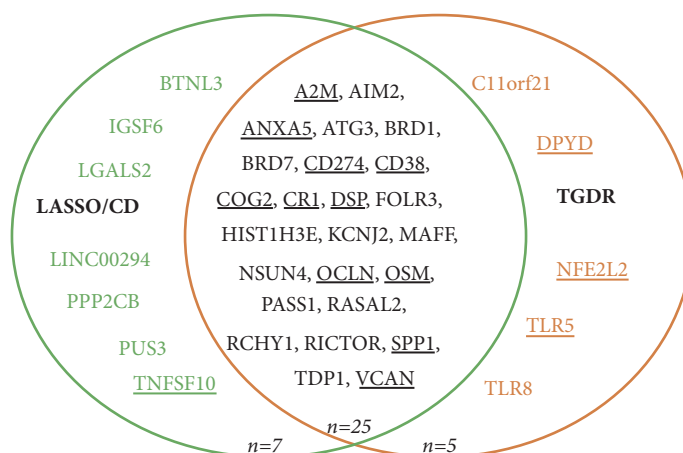 BTNL3
IGSF6
LGALS2
LASSO/CD
LINC00294
PPP2CB
PUS3
TNFSF10
A2M, AIM2,
ANXA5, ATG3, BRD1,
BRD7, CD274, CD38,
COG2, CR1, DSP, FOLR3,
HIST1H3E, KCNJ2, MAFF,
NSUN4, OCLN, OSM,
PASS1, RASAL2,
RCHY1, RICTOR, SPP1,
TDP1, VCAN
C11orf21
DPYD
TGDR
NFE2L2
TLR5
TLR8
n=7
n=25
n=5